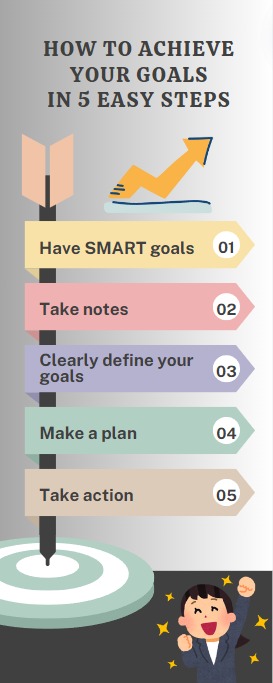 HOW TO ACHIEVE
YOUR GOALS
IN 5 EASY STEPS
Have SMART goals 01
Take notes 02
Clearly define your
goals 03
Make a plan 04
Take action 05